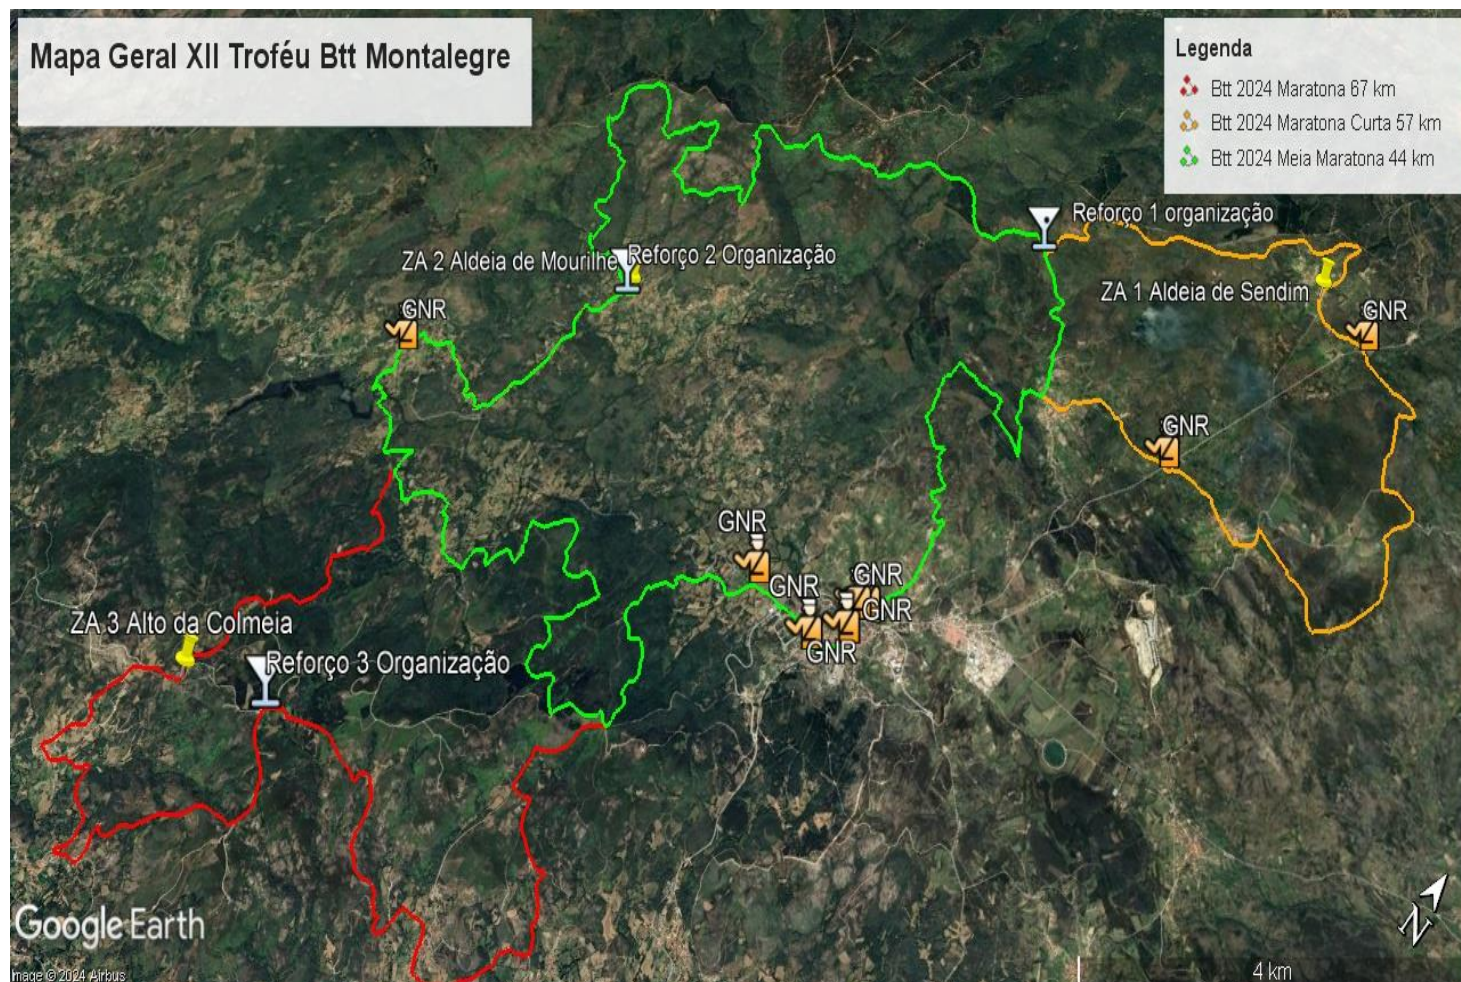 Mapa Geral XII Troféu Btt Montalegre
Legenda
Btt 2024 Maratona 67 km
Btt 2024 Maratona Curta 57 km
Btt 2024 Meia Maratona 44 km
Reforço 1 organização
ZA 2 Aldeia de Mourilhe
Reforço 2 Organização
ZA 1 Aldeia de Sendim
GNR
GNR
GNR
GNR
GNR
GNR
GNR
GNR
ZA 3 Alto da Colmeia
Reforço 3 Organização
Google Earth
Image © 2024 Airbus
N
4 km